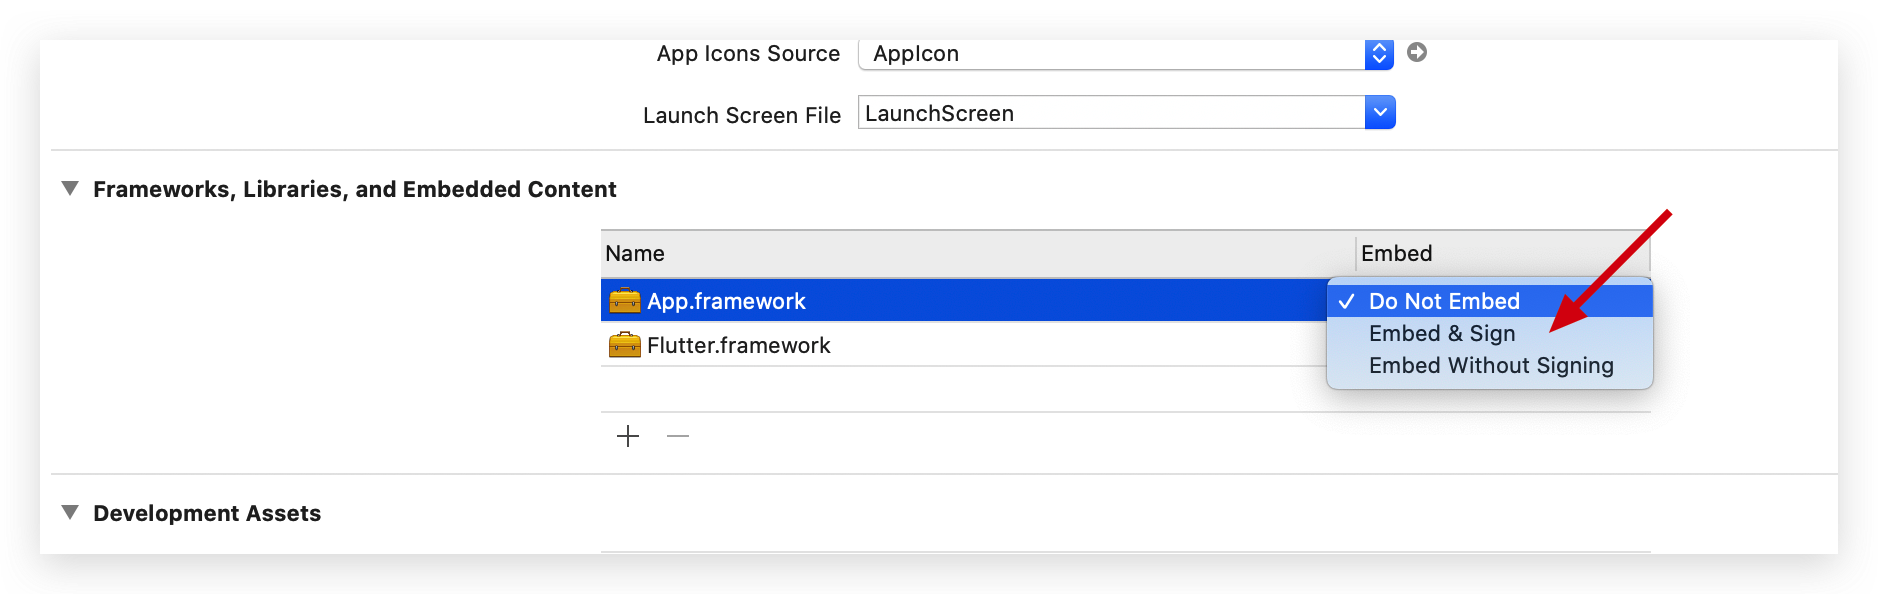 App Icons Source AppIcon
Launch Screen File LaunchScreen
Frameworks, Libraries, and Embedded Content
Name Embed
App.framework Do Not Embed
Embed & Sign
Flutter.framework
Embed Without Signing
Development Assets